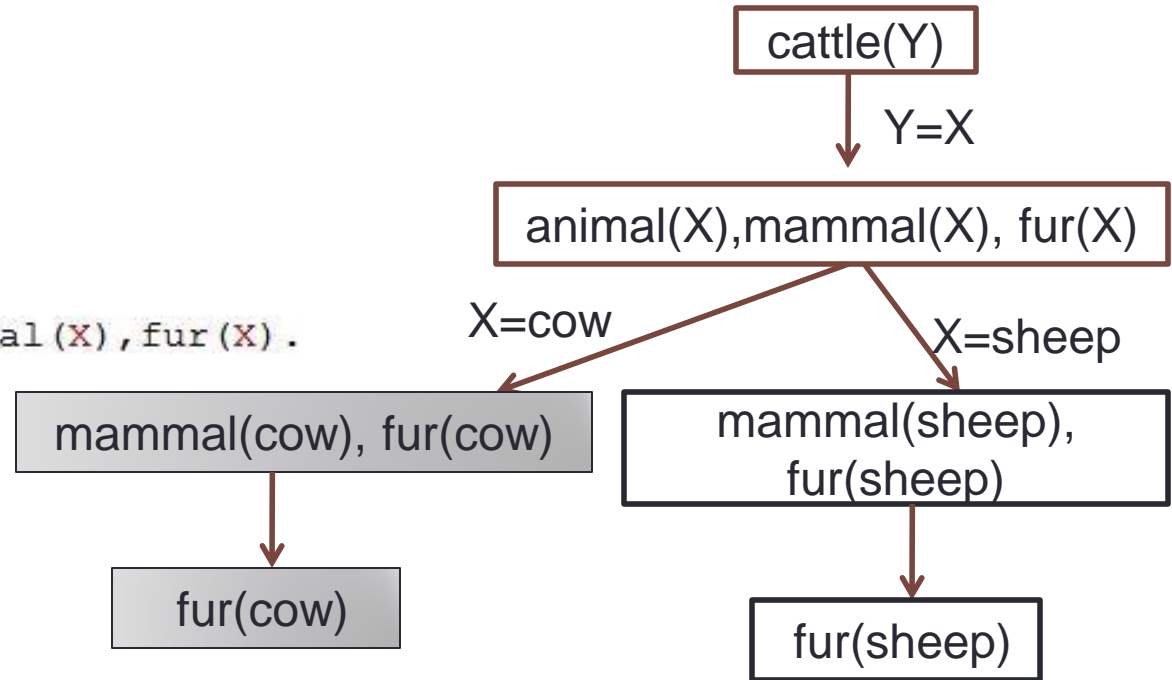 cattle(Y)
Y=X
animal(X),mammal(X), fur(X)
al(X),fur(X).
X=cow
X=sheep
mammal(cow), fur(cow)
mammal(sheep),
fur(sheep)
fur(cow)
fur(sheep)